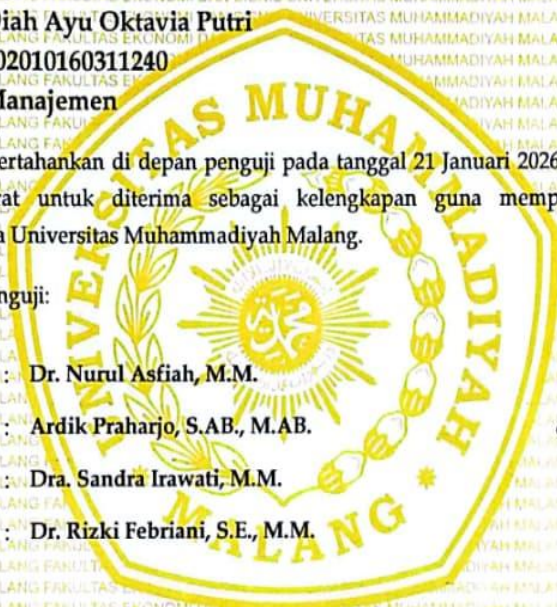 Diah Ayu Oktavia Putri
02010160311240
Manajemen
ertahankan di depan penguji pada tanggal 21 Januari 2026
rat untuk diterima sebagai kelengkapan guna memp
a Universitas Muhammadiyah Malang.
nguji:
: Dr. Nurul Asfiah, M.M.
: Ardik Praharjo, S.AB., M.AB.
: Dra. Sandra Irawati, M.M.
: Dr. Rizki Febriani, S.E., M.M.
UNIVERSITAS MUHAMMADIYAH
* MALANG *